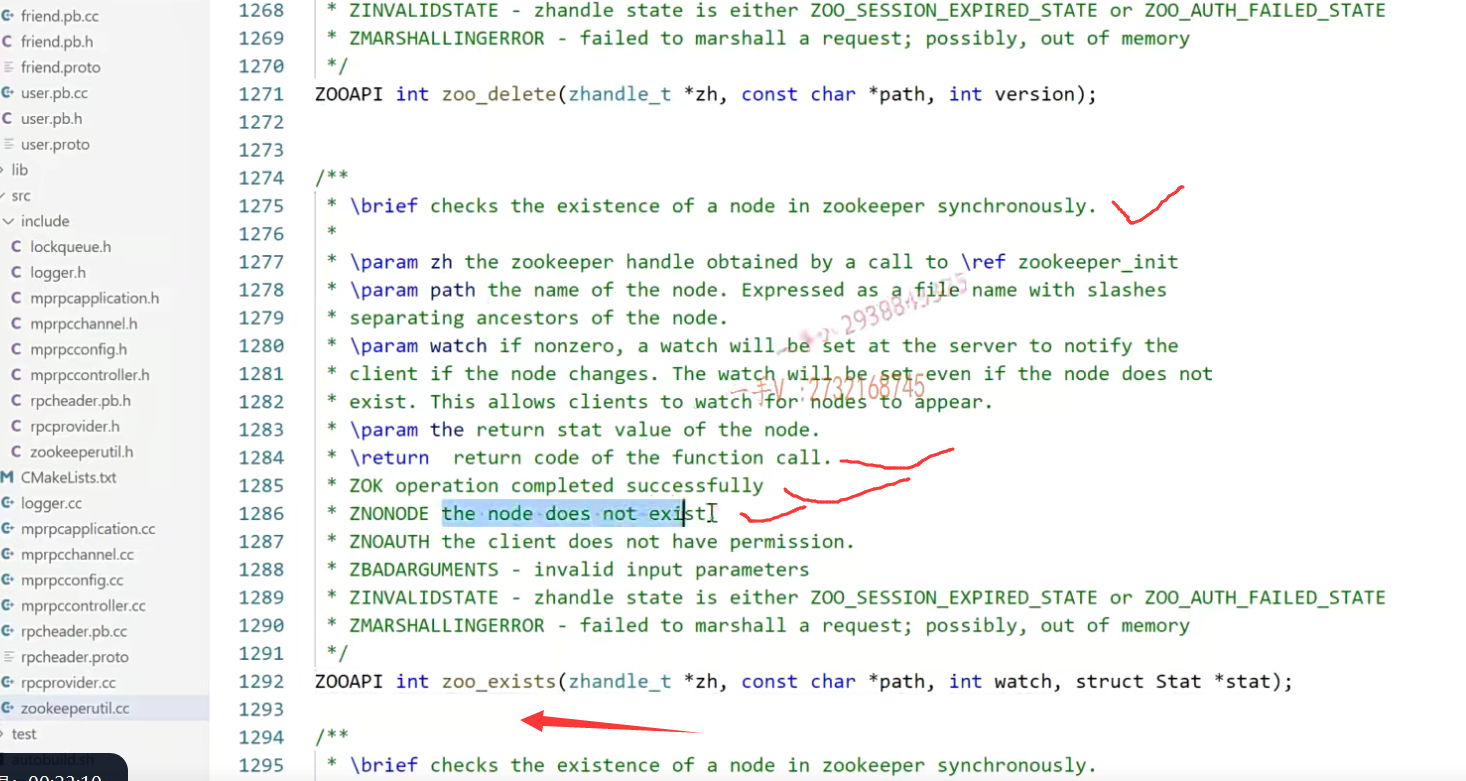 friend.pb.cc
friend.pb.h
friend.proto
user.pb.cc
user.pb.h
user.proto
lib
src
include
lockqueue.h
logger.h
mprpcapplication.h
mprpcchannel.h
mprpcconfig.h
mprpccontroller.h
rpcheader.pb.h
rpcprovider.h
zookeeperutil.h
CMakeLists.txt
logger.cc
mprpcapplication.cc
mprpcchannel.cc
mprpcconfig.cc
mprpccontroller.cc
rpcheader.pb.cc
rpcheader.proto
rpcprovider.cc
zookeeperutil.cc
test
autobuild.sh
00:22:10
1268 * ZINVALIDSTATE - zhandle state is either ZOO_SESSION_EXPIRED_STATE or ZOO_AUTH_FAILED_STATE
1269 * ZMARSHALLINGERROR - failed to marshall a request; possibly, out of memory
1270 */
1271 ZOOAPI int zoo_delete(zhandle_t *zh, const char *path, int version);
1272
1273
1274 /**
1275 * \brief checks the existence of a node in zookeeper synchronously.
1276 *
1277 * \param zh the zookeeper handle obtained by a call to \ref zookeeper_init
1278 * \param path the name of the node. Expressed as a file name with slashes
1279 * separating ancestors of the node.
1280 * \param watch if nonzero, a watch will be set at the server to notify the
1281 * client if the node changes. The watch will be set even if the node does not
1282 * exist. This allows clients to watch for nodes to appear.
1283 * \param the return stat value of the node.
1284 * \return  return code of the function call.
1285 * ZOK operation completed successfully
1286 * ZNONODE the node does not exist.
1287 * ZNOAUTH the client does not have permission.
1288 * ZBADARGUMENTS - invalid input parameters
1289 * ZINVALIDSTATE - zhandle state is either ZOO_SESSION_EXPIRED_STATE or ZOO_AUTH_FAILED_STATE
1290 * ZMARSHALLINGERROR - failed to marshall a request; possibly, out of memory
1291 */
1292 ZOOAPI int zoo_exists(zhandle_t *zh, const char *path, int watch, struct Stat *stat);
1293
1294 /**
1295 * \brief checks the existence of a node in zookeeper synchronously.
:2732168745